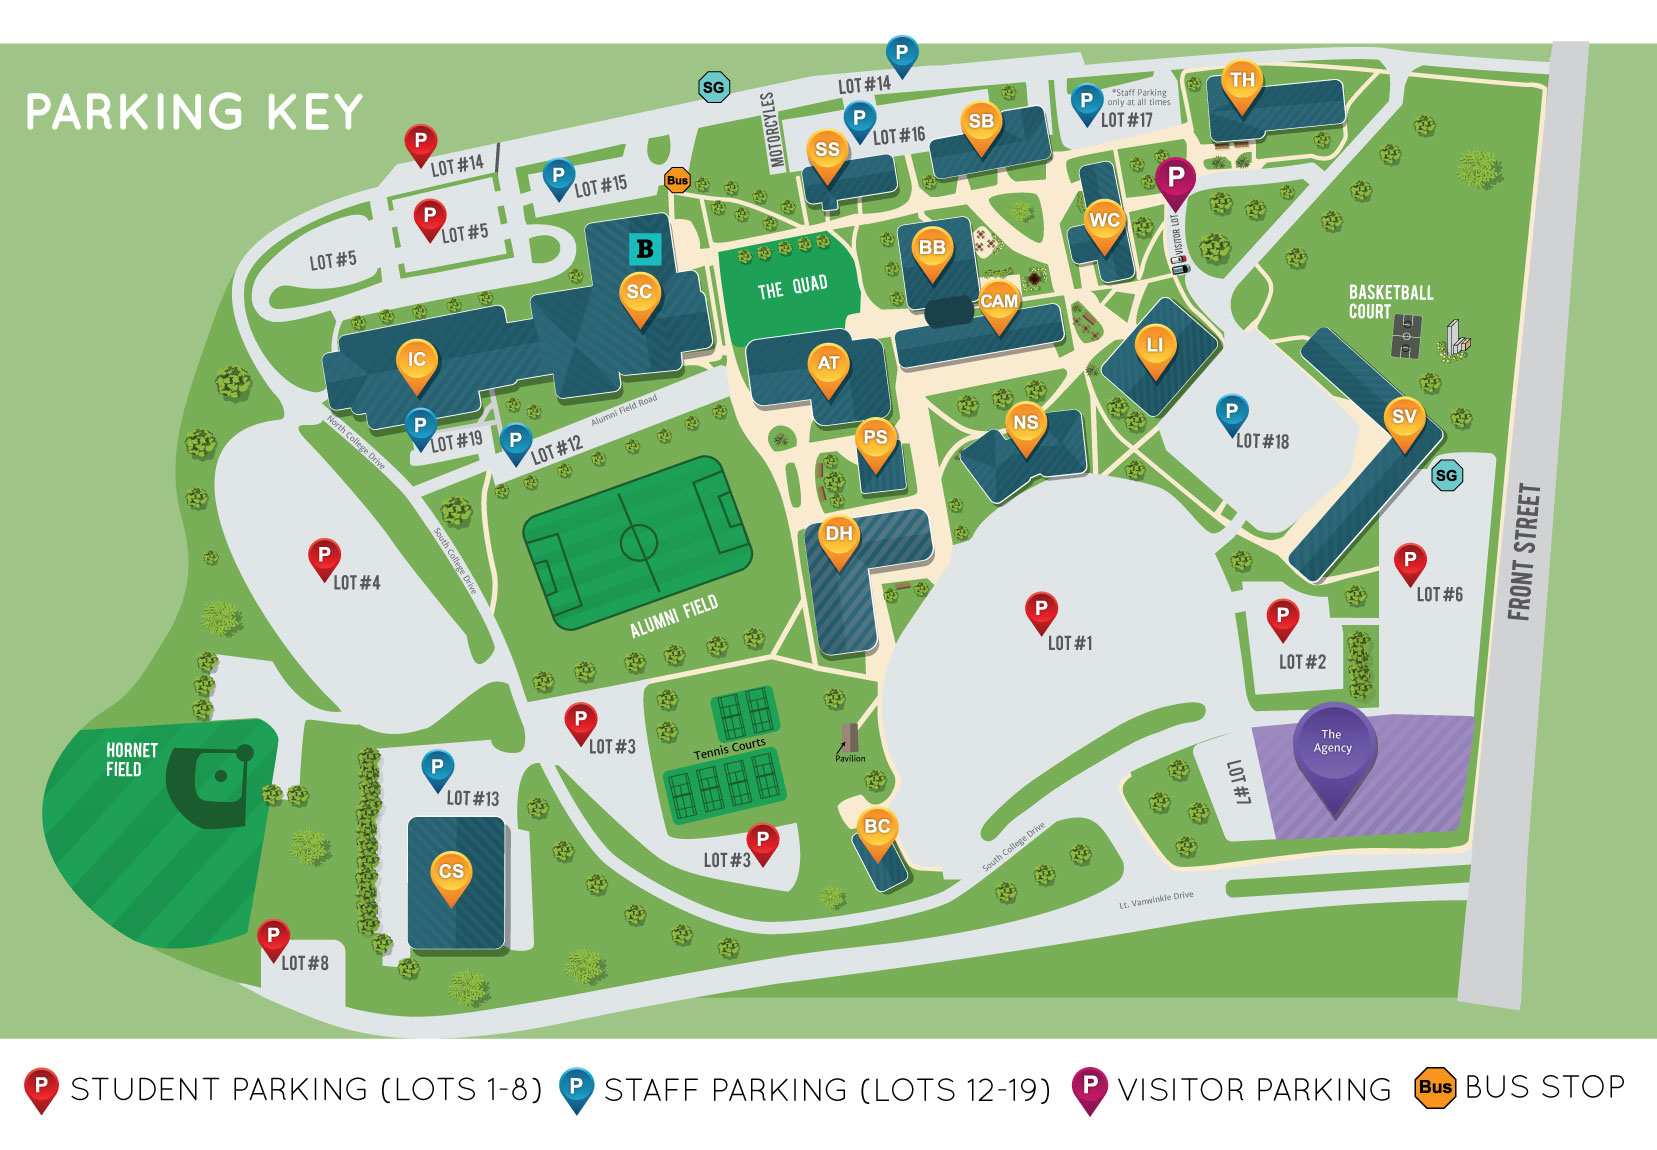 PARKING KEY
P
LOT #14
SG
MOTORCYCLES
P
LOT #14
P
LOT #16
SS
SB
P
*Staff Parking
only at all times
LOT #17
TH
P
LOT #15
Bus
P
LOT #5
LOT #5
P
VISITOR LOT
WC
B
SC
THE QUAD
BB
CAM
LI
BASKETBALL
COURT
IC
P
LOT #19
P
LOT #12
Alumni Field Road
North College Drive
AT
PS
NS
P
LOT #18
SV
SG
FRONT STREET
P
LOT #4
South College Drive
DH
ALUMNI FIELD
P
LOT #1
P
LOT #2
P
LOT #6
HORNET
FIELD
P
LOT #3
Tennis Courts
Pavilion
The
Agency
LOT #7
P
LOT #13
CS
P
LOT #3
BC
South College Drive
Lt. Vanwinkle Drive
P
LOT #8
P STUDENT PARKING (LOTS 1-8)
P STAFF PARKING (LOTS 12-19)
P VISITOR PARKING
Bus BUS STOP